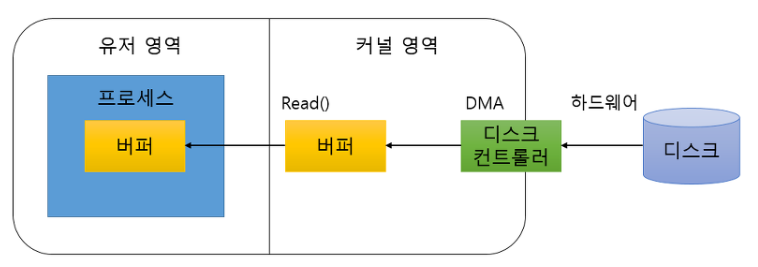 유저 영역
커널 영역
프로세스
Read()
DMA
하드웨어
버퍼
버퍼
디스크
컨트롤러
디스크